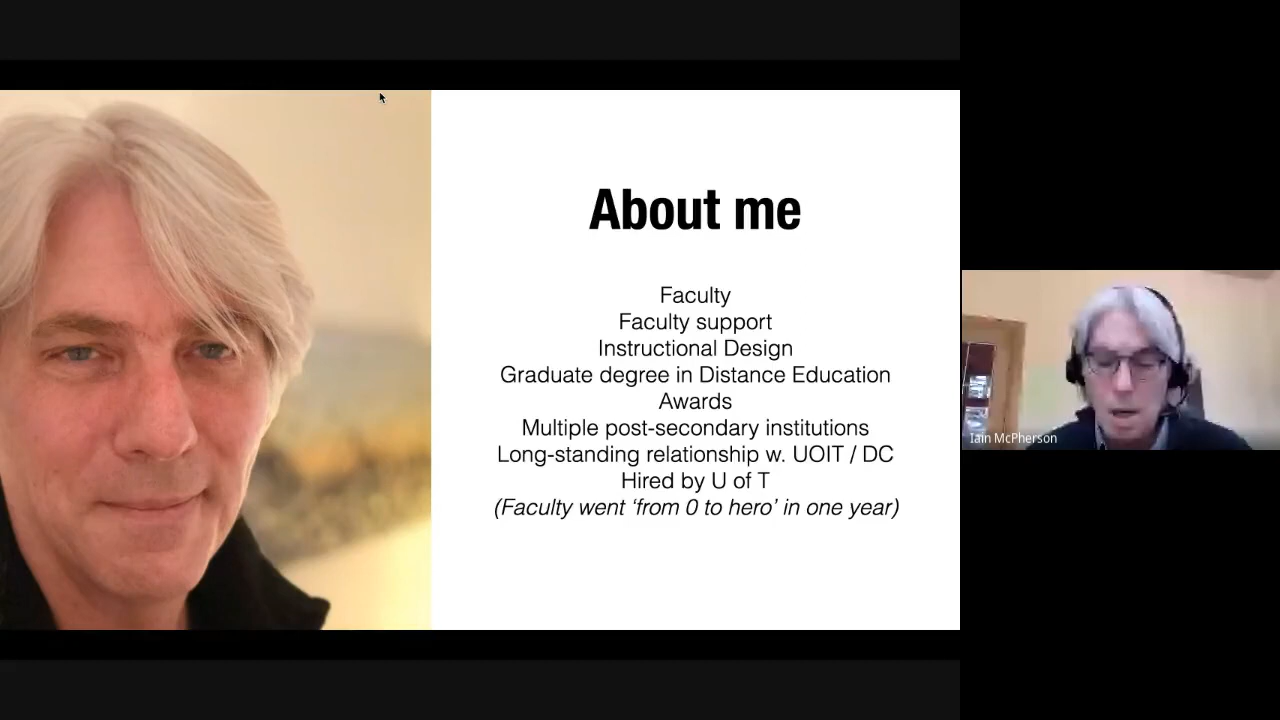 About me
Faculty
Faculty support
Instructional Design
Graduate degree in Distance Education
Awards
Multiple post-secondary institutions
Long-standing relationship w. UOIT / DC
Hired by U of T
(Faculty went ‘from 0 to hero’ in one year)
Iain McPherson